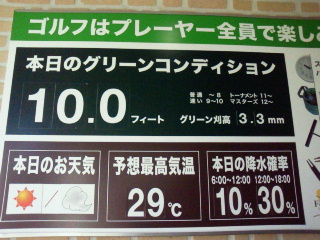 ゴルフはプレーヤー全員で楽し
本日のグリーンコンディション
普通 ～8 トーナメント 11～
速い 9～10 マスターズ 12～
10.0 フィート グリーン刈高 3.3mm
本日のお天気 予想最高気温 本日の降水確率
6:00～12:00 12:00～18:00
29℃ 10% 30%